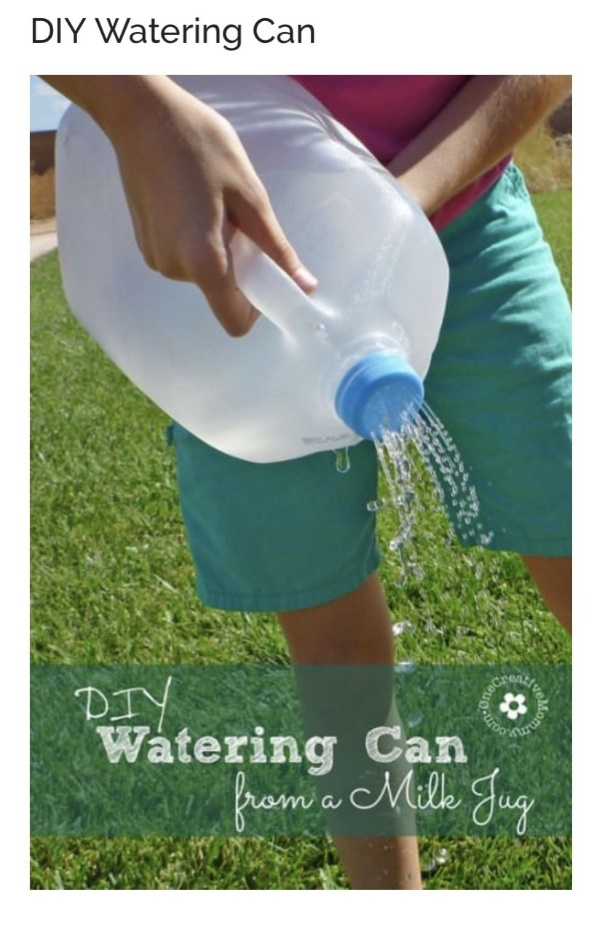 DIY Watering Can
DIY
Watering Can
from a Milk Jug
OneCreativeMommy.com